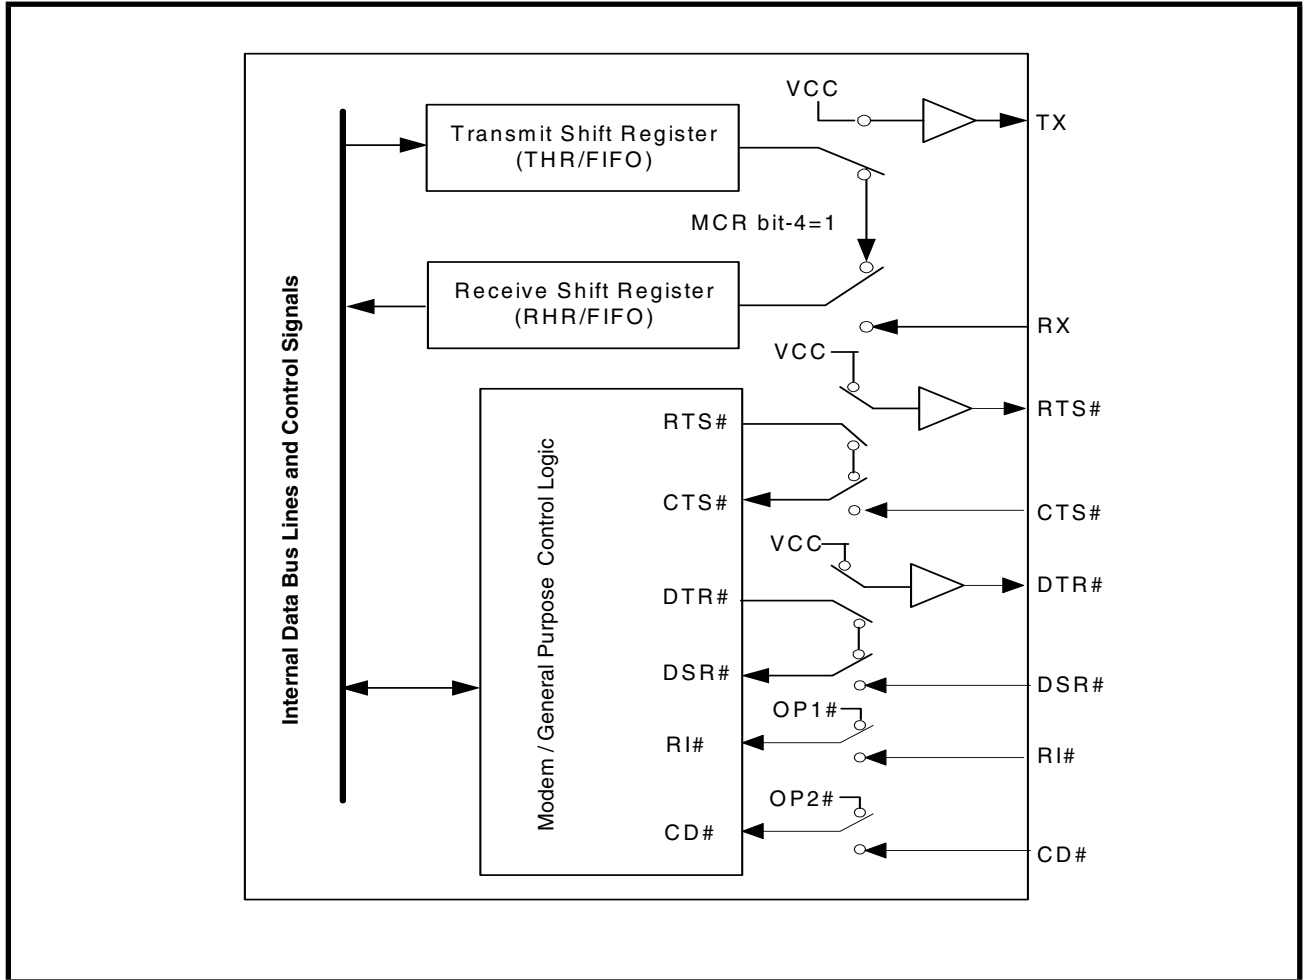 VCC
TX
Transmit Shift Register
(THR/FIFO)
MCR bit-4=1
Receive Shift Register
(RHR/FIFO)
RX
VCC
RTS#
RTS#
CTS#
CTS#
VCC
DTR#
DTR#
DSR#
DSR#
OP1#
RI#
RI#
OP2#
CD#
CD#
Internal Data Bus Lines and Control Signals
Modem / General Purpose Control Logic